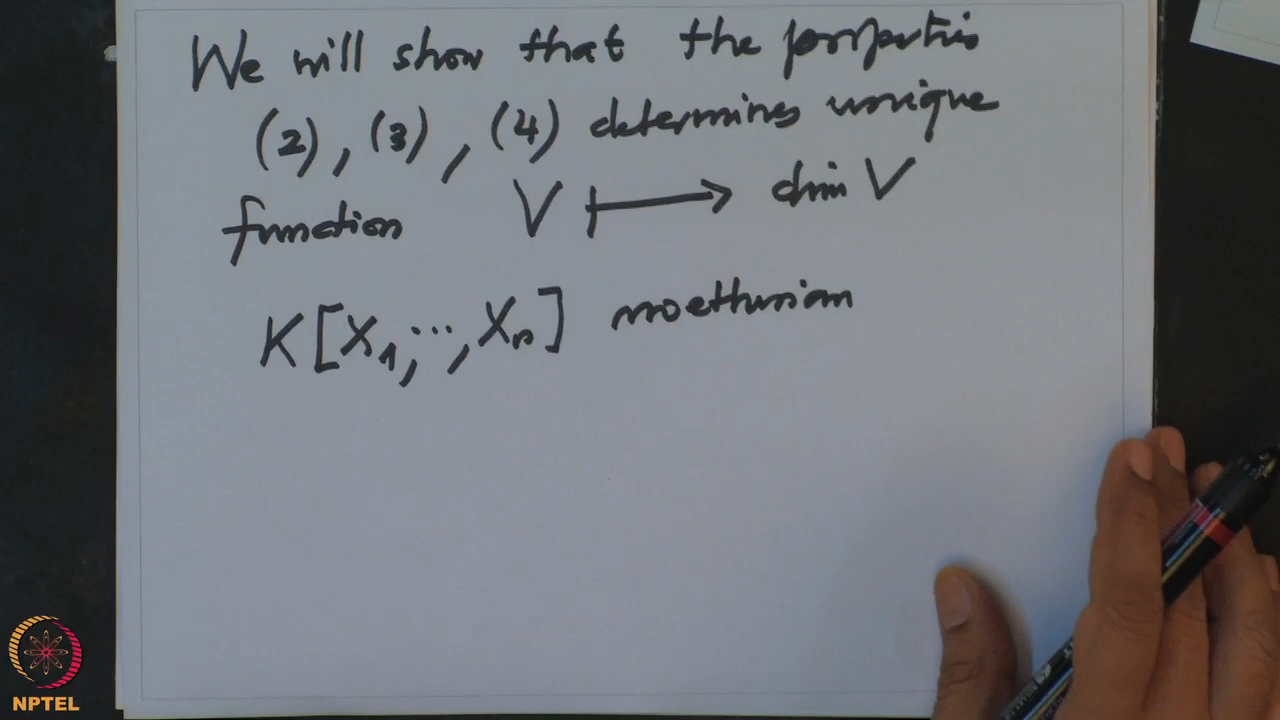 We will show that the properties
(2), (3), (4) determines unique
function V ⟼ dim V
K[X₁,...,Xₙ] noetherian
NPTEL